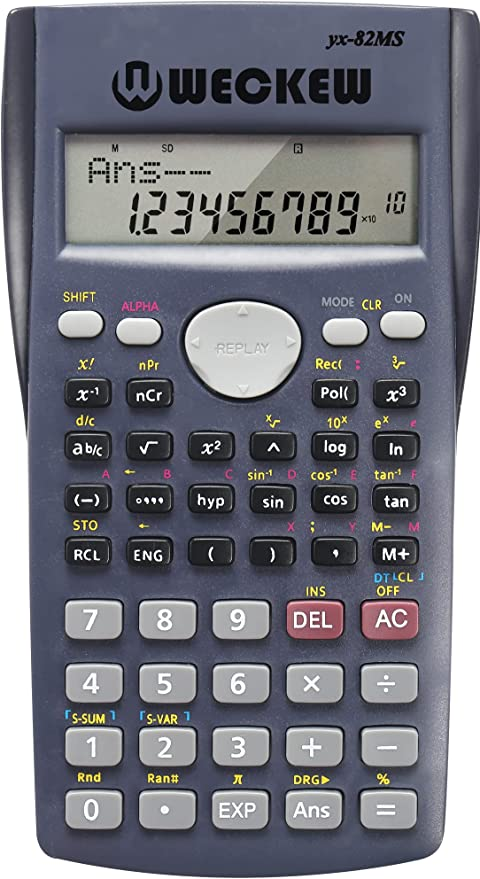 yx-82MS
WECKEW
M SD R
Ans--
1.23456789 ×10 10
SHIFT ALPHA MODE CLR ON
REPLAY
x! nPr Rec( : ³√
x⁻¹ nCr Pol( x³
d/c ˣ√ 10ˣ eˣ e
a b/c √ x² ^ log ln
A ← B C sin⁻¹ D cos⁻¹ E tan⁻¹ F
(−) ° ’ ” hyp sin cos tan
STO ← X ; Y M− M
RCL ENG ( ) , M+
DT CL
INS OFF
7 8 9 DEL AC
4 5 6 × ÷
S-SUM S-VAR
1 2 3 + −
Rnd Ran# π DRG▶ %
0 • EXP Ans =